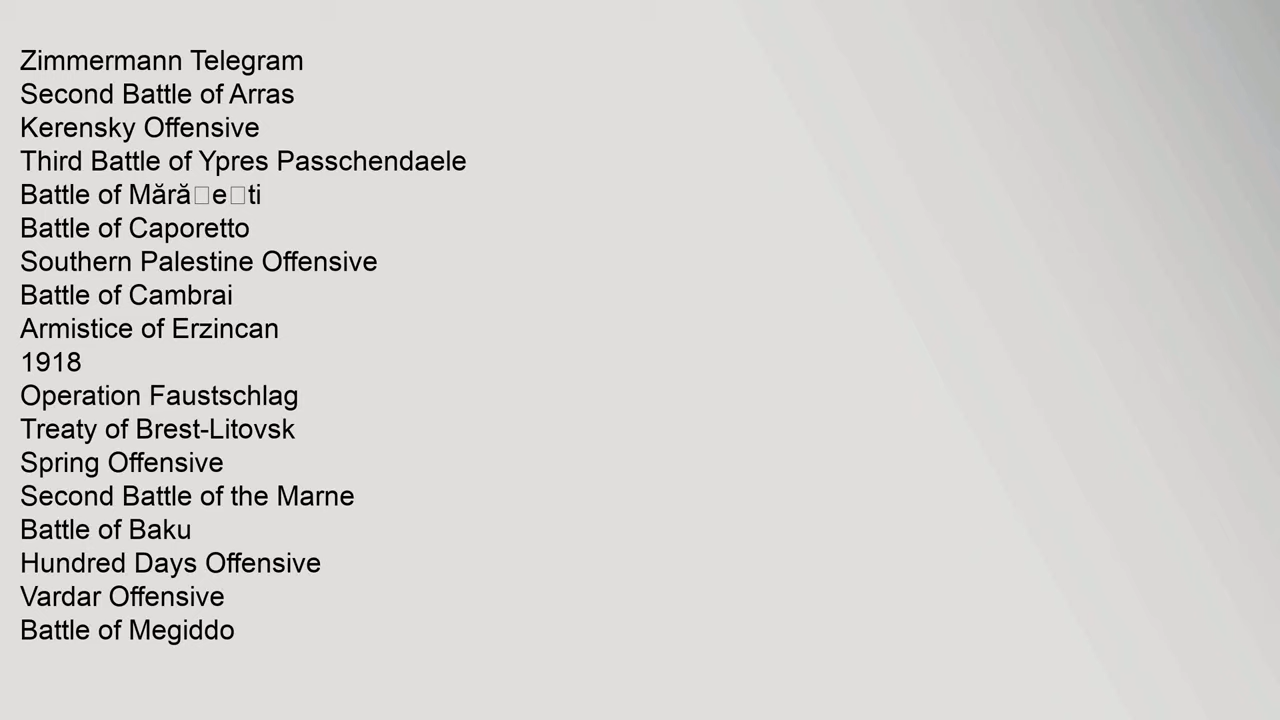 Zimmermann Telegram
Second Battle of Arras
Kerensky Offensive
Third Battle of Ypres Passchendaele
Battle of Mără□e□ti
Battle of Caporetto
Southern Palestine Offensive
Battle of Cambrai
Armistice of Erzincan
1918
Operation Faustschlag
Treaty of Brest-Litovsk
Spring Offensive
Second Battle of the Marne
Battle of Baku
Hundred Days Offensive
Vardar Offensive
Battle of Megiddo